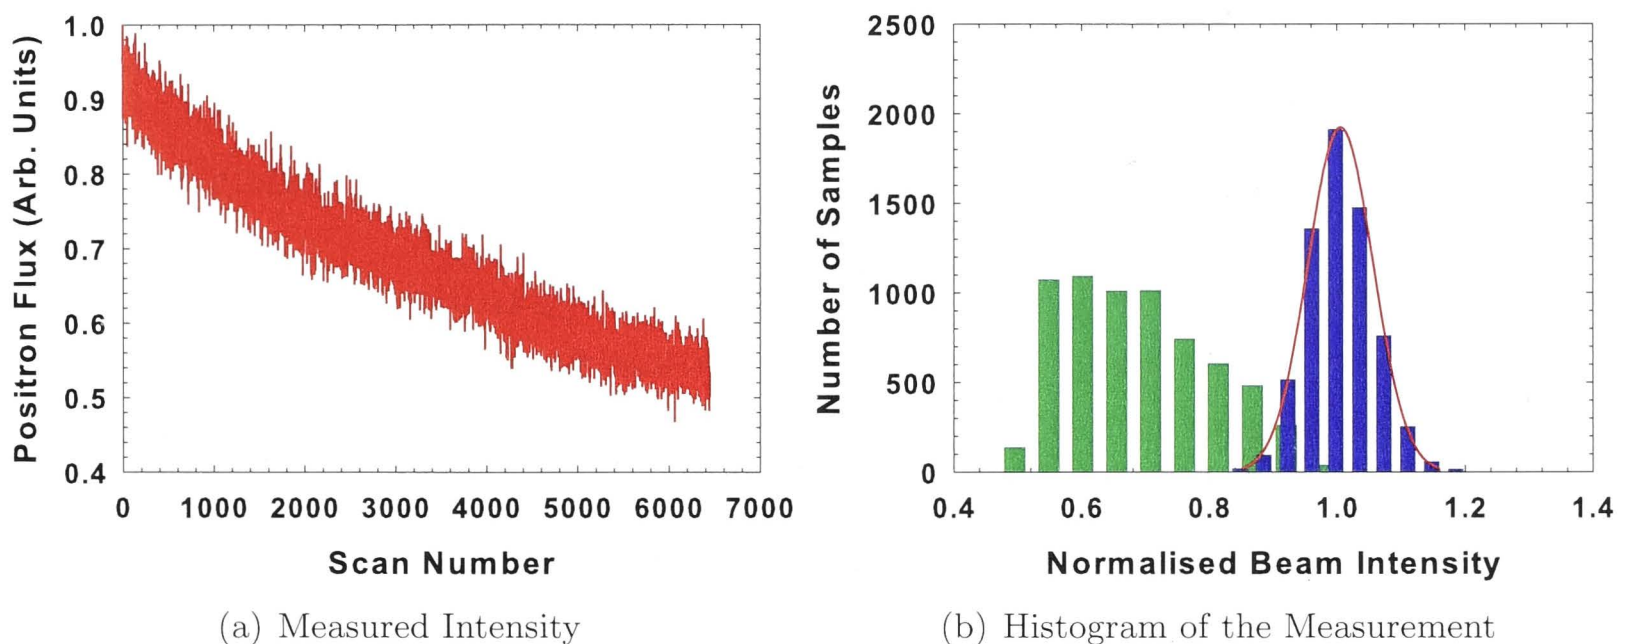 Positron Flux (Arb. Units)
1.0
0.9
0.8
0.7
0.6
0.5
0.4
0 1000 2000 3000 4000 5000 6000 7000
Scan Number
(a) Measured Intensity
Number of Samples
2500
2000
1500
1000
500
0
0.4 0.6 0.8 1.0 1.2 1.4
Normalised Beam Intensity
(b) Histogram of the Measurement